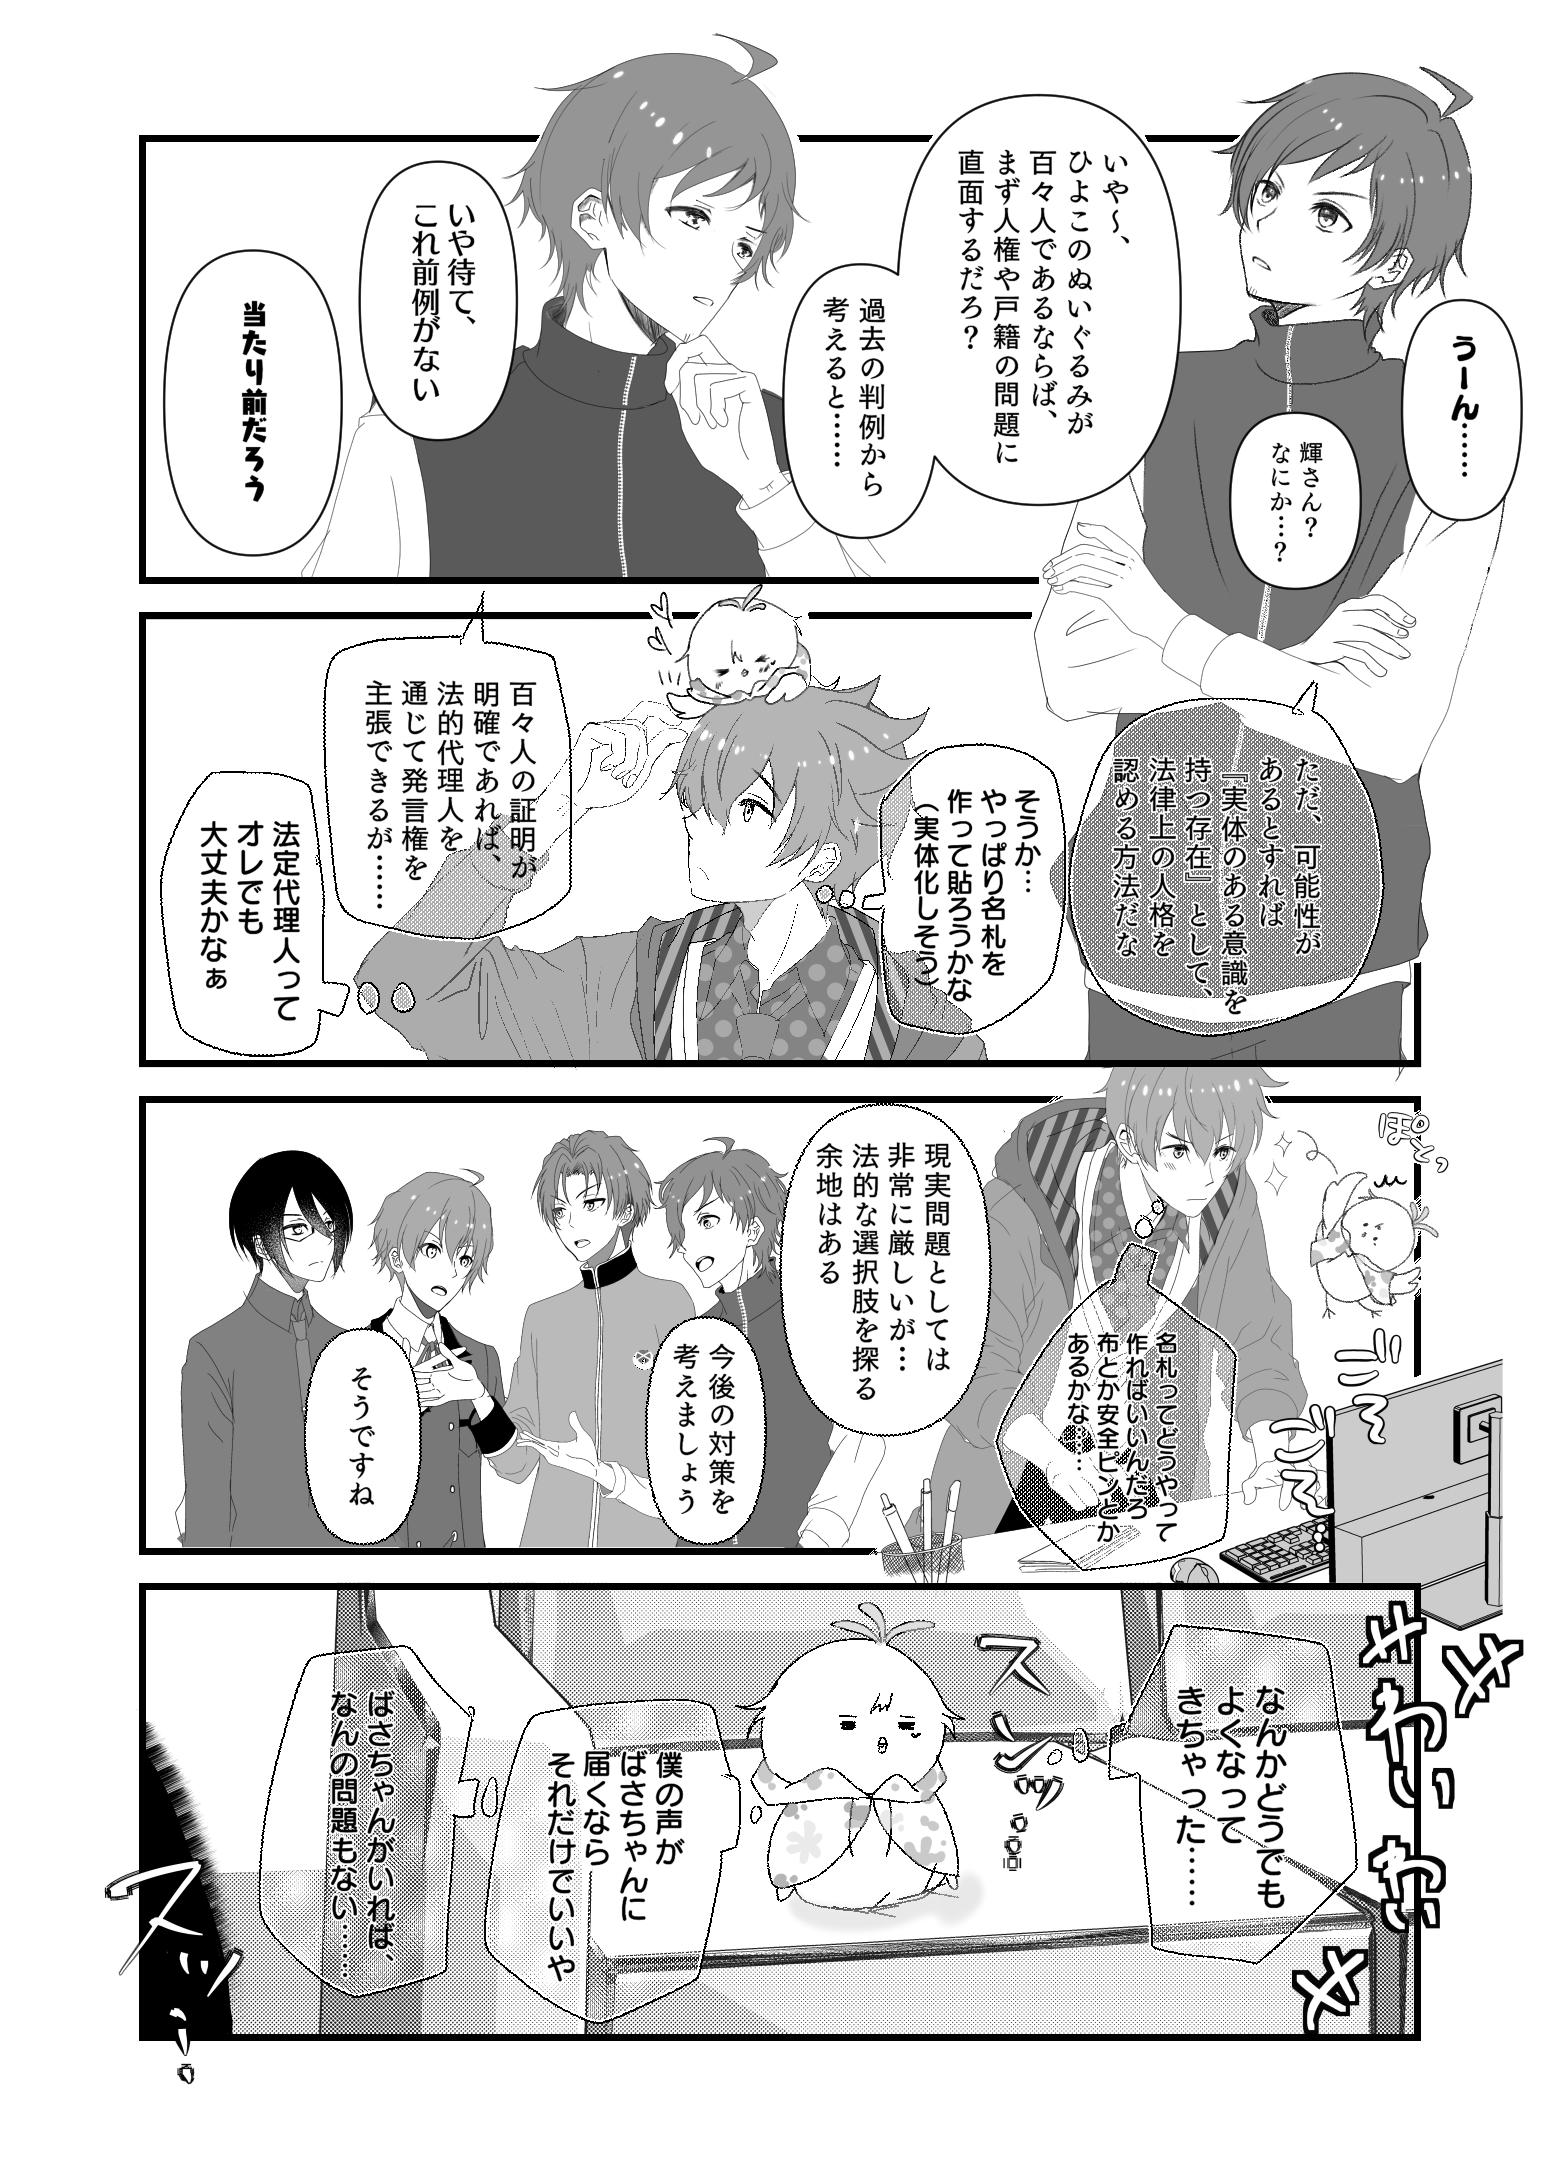 うーん……
輝さん？
なにか…？
いや〜、
ひよこのぬいぐるみが
百々人であるならば、
まず人権や戸籍の問題に
直面するだろ？
過去の判例から
考えると……
いや待て、
これ前例がない
当たり前だろう
ただ、可能性が
あるとすれば
『実体のある意識を
持つ存在』として、
法律上の人格を
認める方法だな
そうか…
やっぱり名札を
作って貼ろうかな
（実体化しそう）
百々人の証明が
明確であれば、
法的代理人を
通じて発言権を
主張できるが……
法定代理人って
オレでも
大丈夫かなぁ
ぽとっ
ごそごそ
名札ってどうやって
作ればいいんだろ
布とか安全ピンとか
あるかな……
現実問題としては
非常に厳しいが…
法的な選択肢を探る
余地はある
今後の対策を
考えましょう
そうですね
わいわい
なんかどうでも
よくなって
きちゃった……
スンッ…
僕の声が
ばさちゃんに
届くなら
それだけでいいや
ばさちゃんがいれば、
なんの問題もない……
スッ…